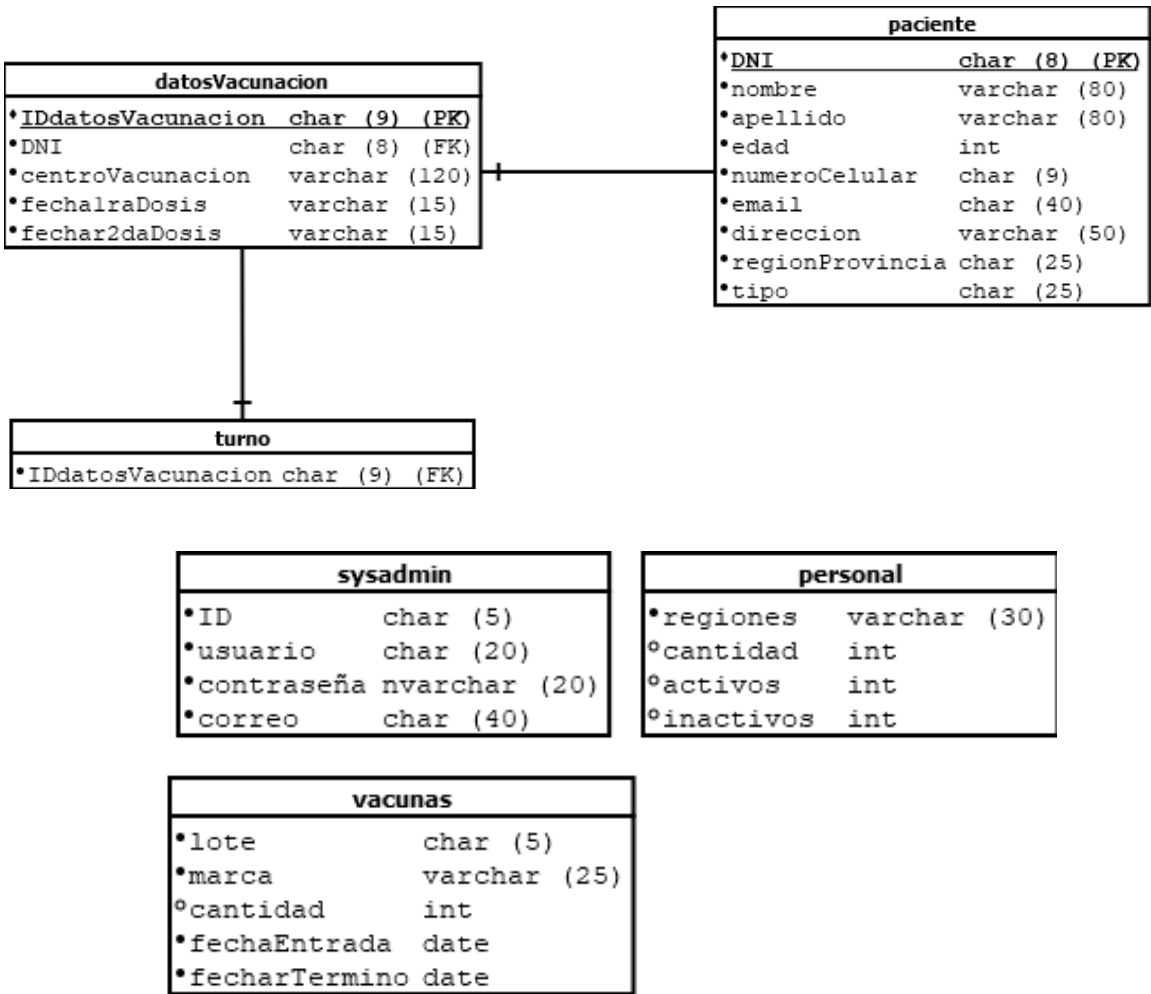 paciente
DNI char (8) (PK)
nombre varchar (80)
apellido varchar (80)
edad int
numeroCelular char (9)
email char (40)
direccion varchar (50)
regionProvincia char (25)
tipo char (25)
datosVacunacion
IDdatosVacunacion char (9) (PK)
DNI char (8) (FK)
centroVacunacion varchar (120)
fecha1raDosis varchar (15)
fechar2daDosis varchar (15)
turno
IDdatosVacunacion char (9) (FK)
sysadmin
ID char (5)
usuario char (20)
contraseña nvarchar (20)
correo char (40)
personal
regiones varchar (30)
cantidad int
activos int
inactivos int
vacunas
lote char (5)
marca varchar (25)
cantidad int
fechaEntrada date
fecharTermino date